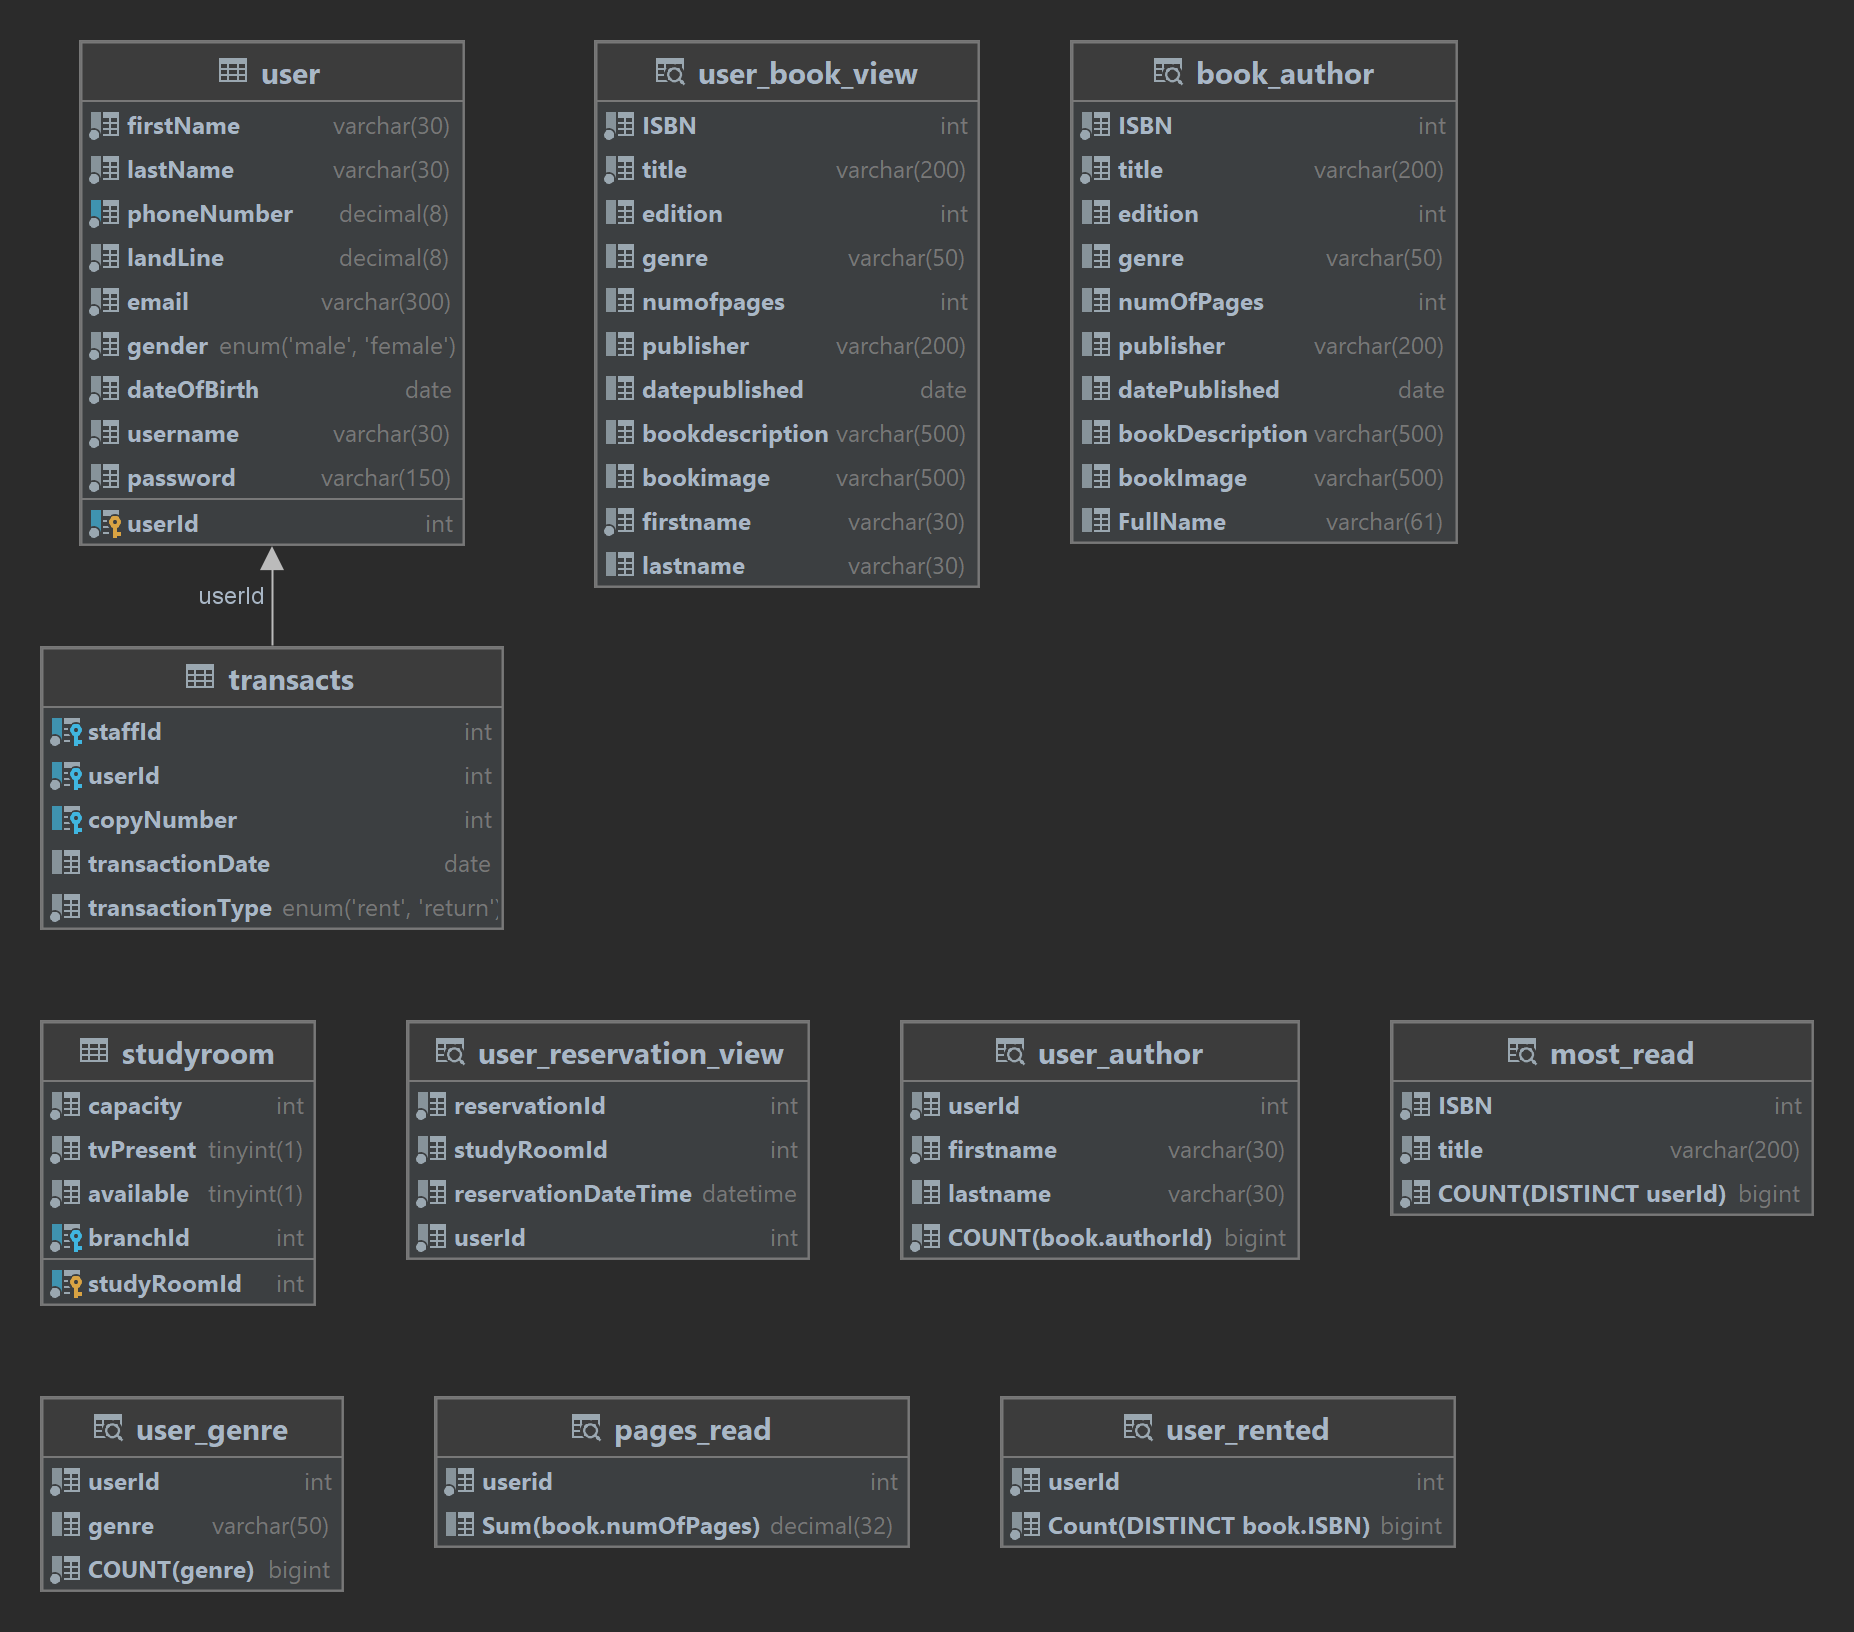 user
firstName varchar(30)
lastName varchar(30)
phoneNumber decimal(8)
landLine decimal(8)
email varchar(300)
gender enum('male', 'female')
dateOfBirth date
username varchar(30)
password varchar(150)
userId int
user_book_view
ISBN int
title varchar(200)
edition int
genre varchar(50)
numofpages int
publisher varchar(200)
datepublished date
bookdescription varchar(500)
bookimage varchar(500)
firstname varchar(30)
lastname varchar(30)
book_author
ISBN int
title varchar(200)
edition int
genre varchar(50)
numOfPages int
publisher varchar(200)
datePublished date
bookDescription varchar(500)
bookImage varchar(500)
FullName varchar(61)
userId
transacts
staffId int
userId int
copyNumber int
transactionDate date
transactionType enum('rent', 'return')
studyroom
capacity int
tvPresent tinyint(1)
available tinyint(1)
branchId int
studyRoomId int
user_reservation_view
reservationId int
studyRoomId int
reservationDateTime datetime
userId int
user_author
userId int
firstname varchar(30)
lastname varchar(30)
COUNT(book.authorId) bigint
most_read
ISBN int
title varchar(200)
COUNT(DISTINCT userId) bigint
user_genre
userId int
genre varchar(50)
COUNT(genre) bigint
pages_read
userid int
Sum(book.numOfPages) decimal(32)
user_rented
userId int
Count(DISTINCT book.ISBN) bigint